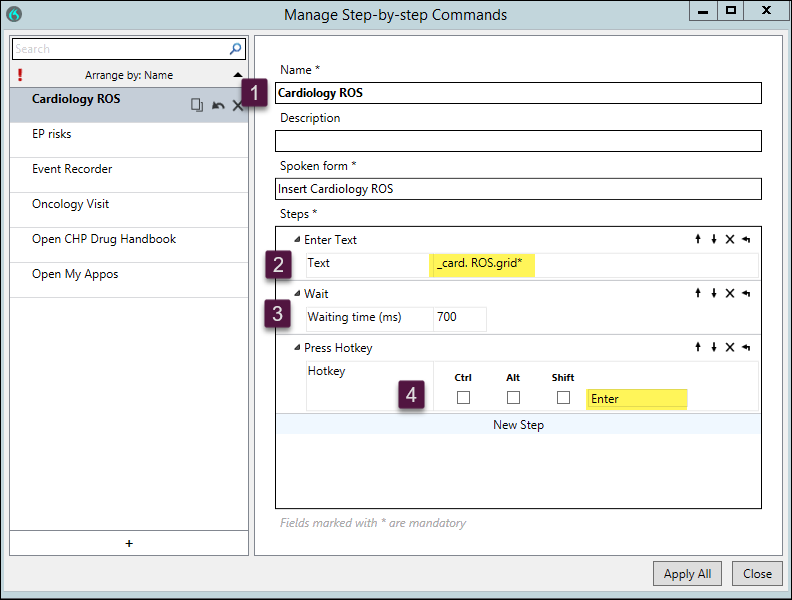 Manage Step-by-step Commands
Search
! Arrange by: Name
Cardiology ROS
EP risks
Event Recorder
Oncology Visit
Open CHP Drug Handbook
Open My Appos
+
Name *
1
Cardiology ROS
Description
Spoken form *
Insert Cardiology ROS
Steps *
Enter Text
2
Text _card. ROS.grid*
Wait
3
Waiting time (ms) 700
Press Hotkey
Hotkey
4
Ctrl Alt Shift
Enter
New Step
Fields marked with * are mandatory
Apply All Close